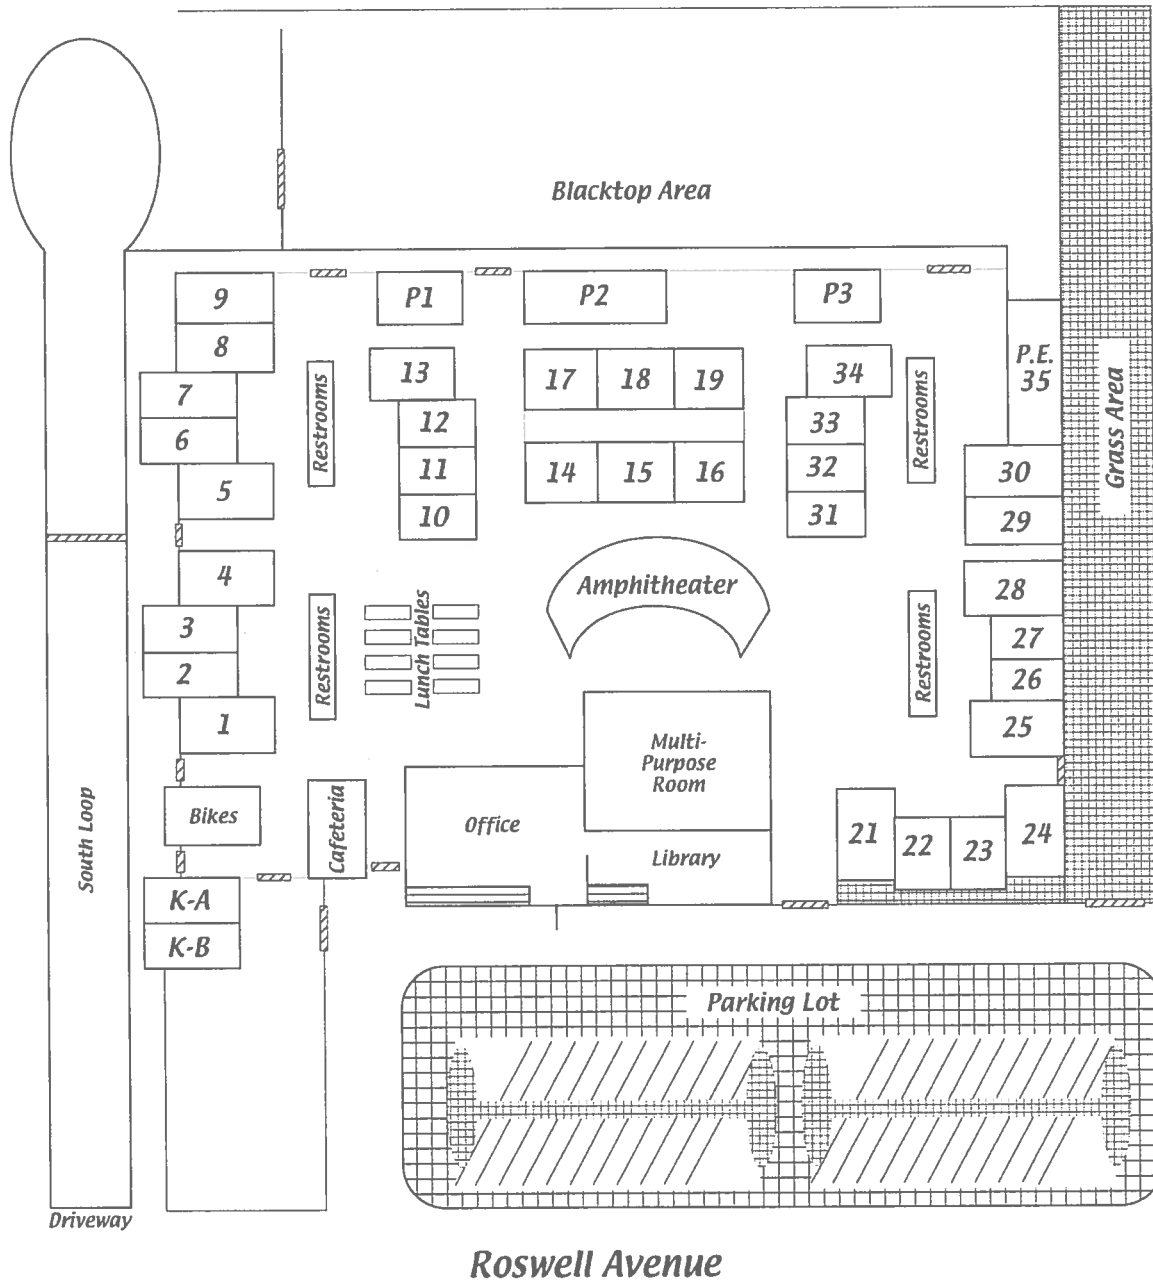 Blacktop Area
9
P1
P2
P3
8
P.E.
35
7
13
17
18
19
34
Restrooms
Restrooms
Grass Area
6
12
33
5
11
14
15
16
32
30
10
31
29
4
Amphitheater
28
3
Restrooms
Lunch Tables
Restrooms
27
2
26
1
25
Multi-
Purpose
Room
South Loop
Bikes
Cafeteria
Office
21
22
23
24
Library
K-A
K-B
Parking Lot
Driveway
Roswell Avenue